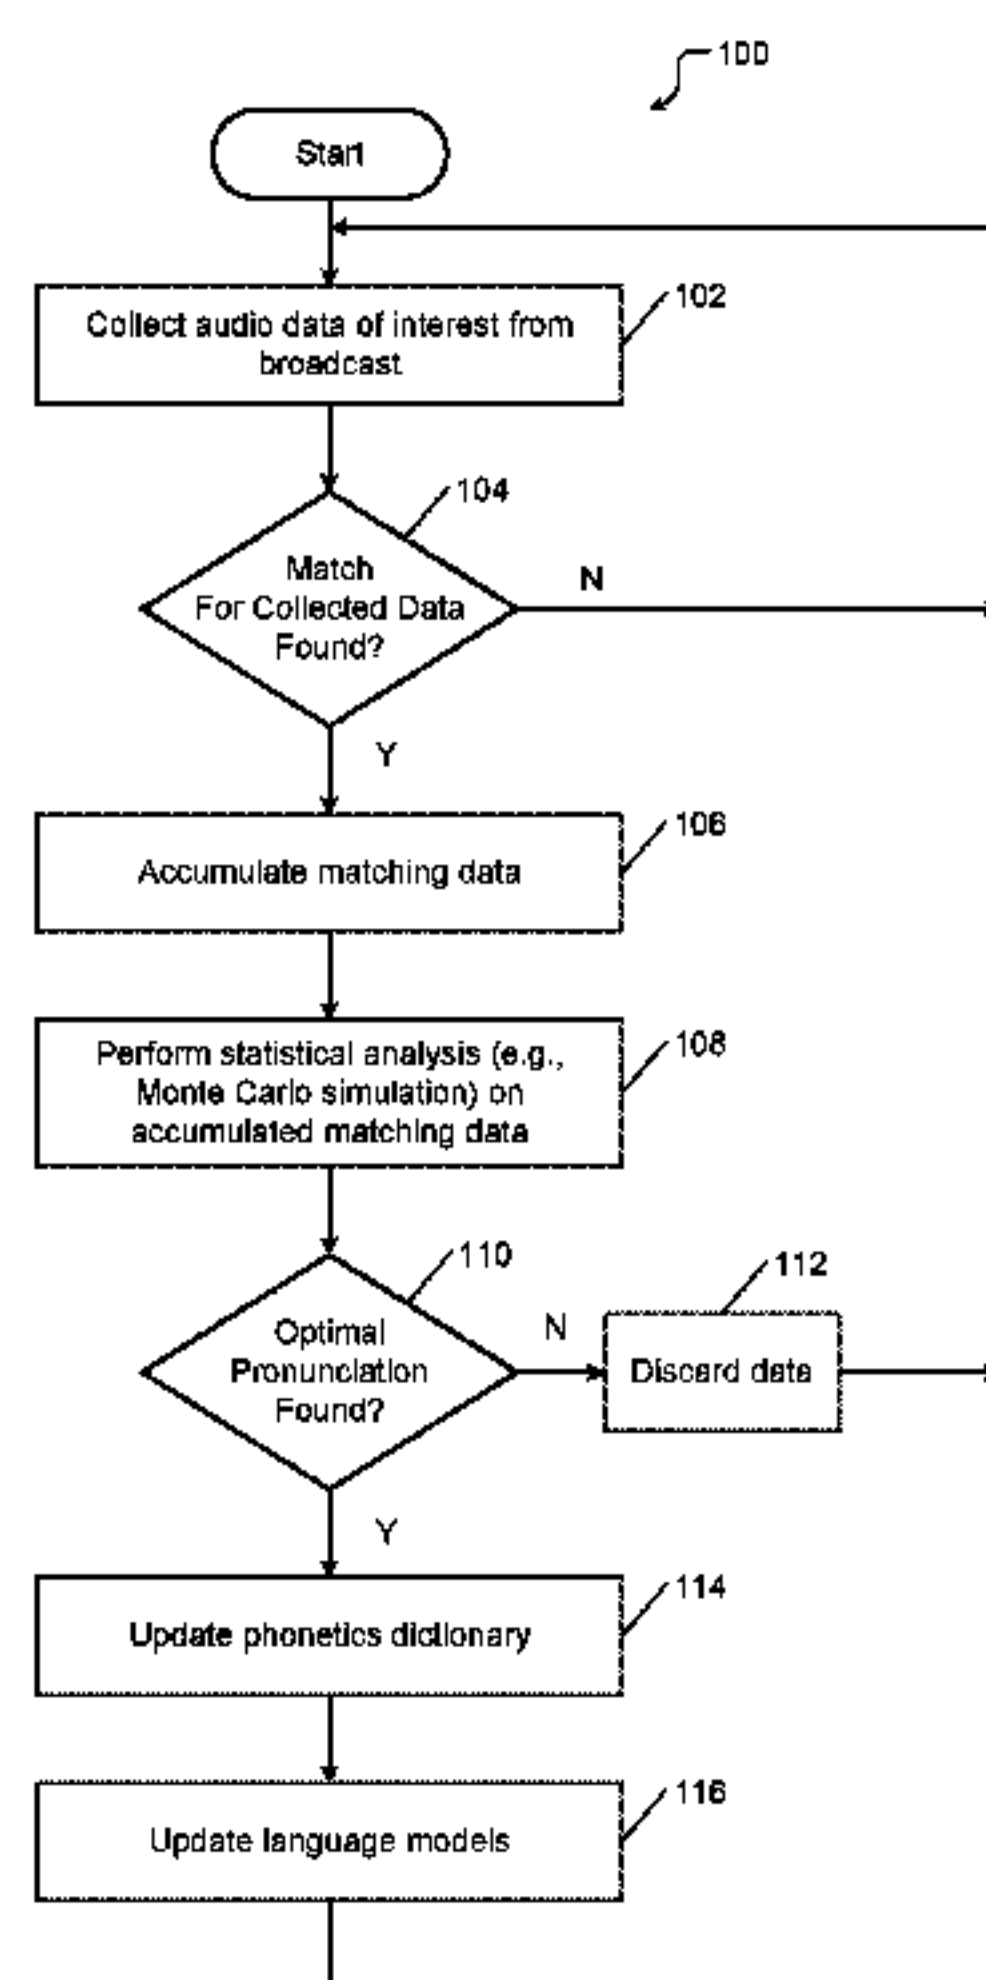 100
Start
102
Collect audio data of interest from
broadcast
104
Match
For Collected Data
Found?
N
Y
106
Accumulate matching data
108
Perform statistical analysis (e.g.,
Monte Carlo simulation) on
accumulated matching data
110
112
Optimal
Pronunciation
Found?
N
Discard data
Y
114
Update phonetics dictionary
116
Update language models